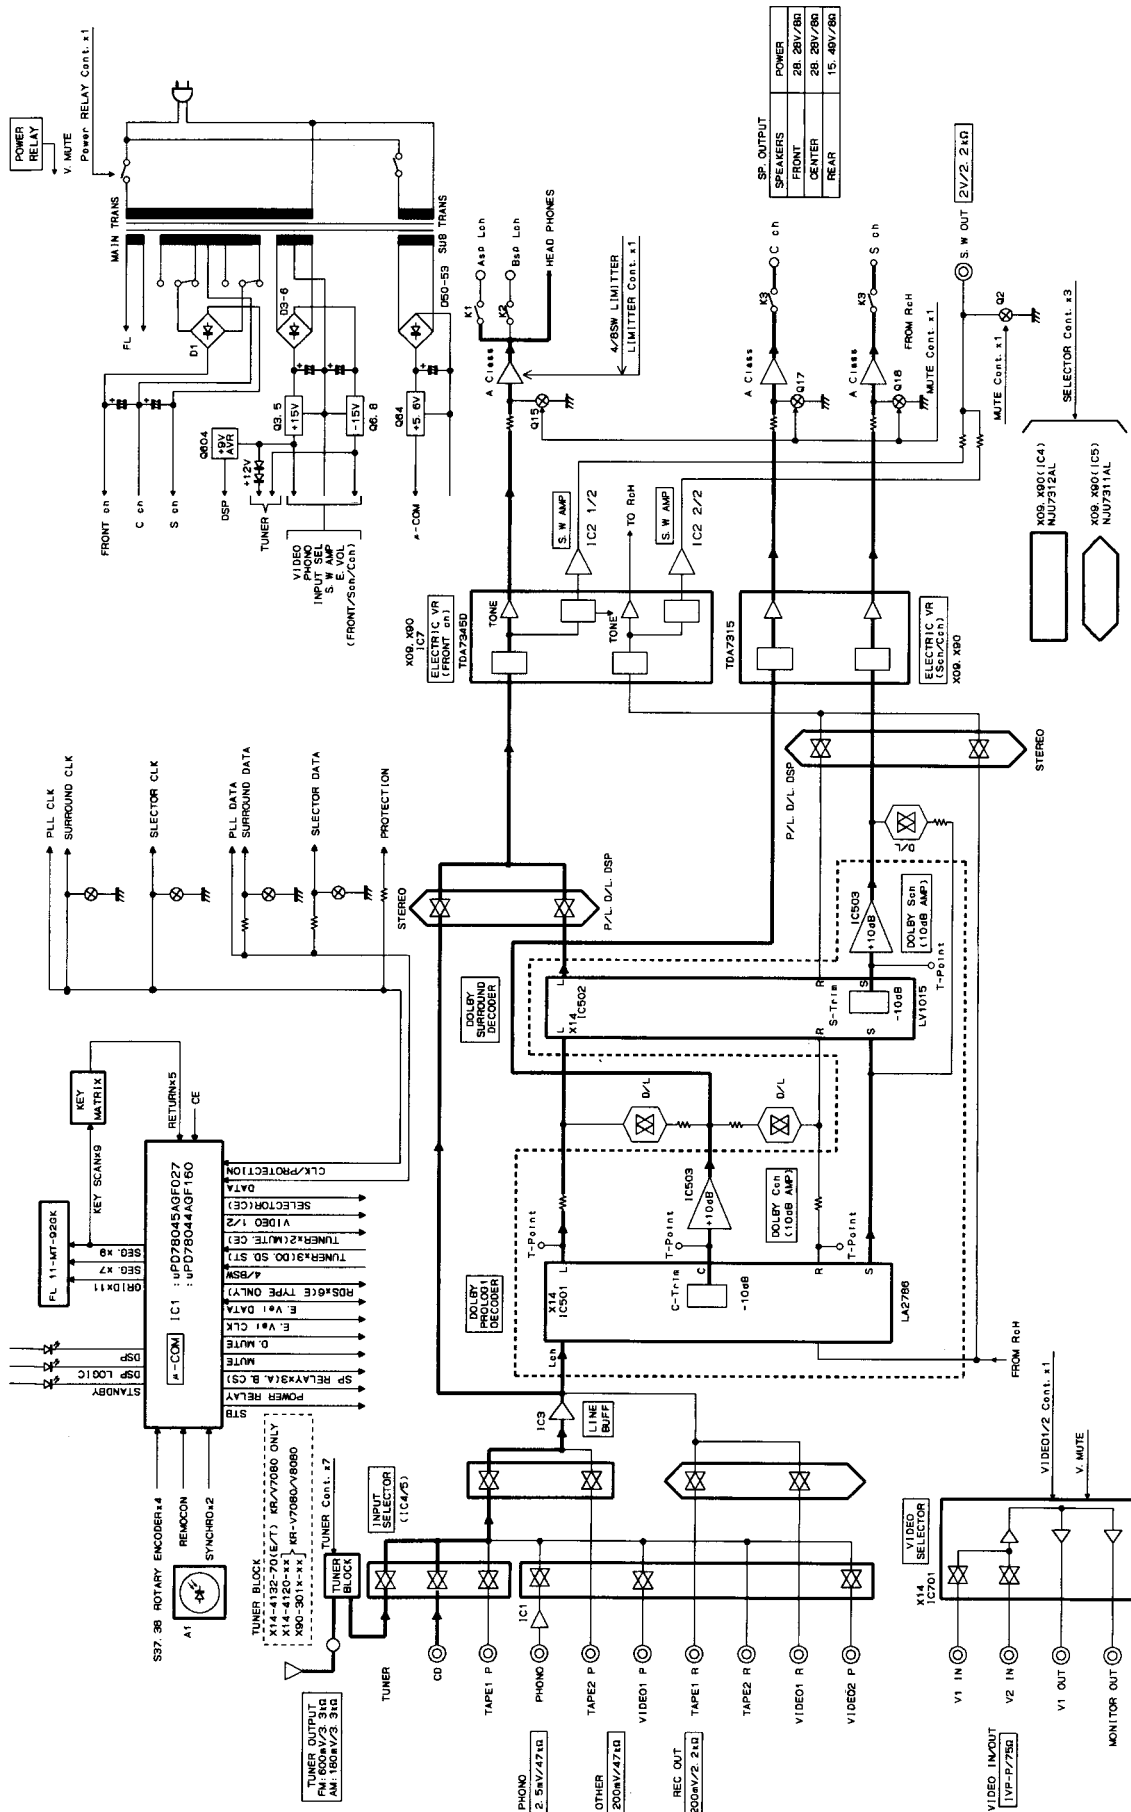 POWER
RELAY
V. MUTE
Power RELAY Cont. x1
MAIN TRANS
SUB TRANS
FL
D1
D3-6
D50-53
Q604
+9V
AVR
+12V
Q3. 5
+15V
-15V
Q6. 8
Q64
+5. 6V
FRONT ch
C ch
S ch
DSP
TUNER
VIDEO
PHONO
INPUT SEL
S. W AMP
E. VOL
(FRONT/Sch/Cch)
μ-COM
SP. OUTPUT
SPEAKERS POWER
FRONT 28. 28V/8Ω
CENTER 28. 28V/8Ω
REAR 15. 49V/8Ω
K1
Asp Lch
K2
Bsp Lch
HEAD PHONES
A Class
4/8SW LIMITTER
LIMITTER Cont. x1
Q15
K3
C ch
A Class
Q17
K3
S ch
A Class
Q18
FROM RcH
MUTE Cont. x1
S. W OUT
2V/2. 2kΩ
Q2
MUTE Cont. x1
SELECTOR Cont. x3
X09. X90(IC4)
NJU7312AL
X09. X90(IC5)
NJU7311AL
X09. X90
IC7
ELECTRIC VR
(FRONT ch)
TDA7345D
TONE
TONE
S. W AMP
IC2 1/2
TO RcH
S. W AMP
IC2 2/2
TDA7315
ELECTRIC VR
(Sch/Cch)
X09. X90
PLL CLK
SURROUND CLK
SLECTOR CLK
PLL DATA
SURROUND DATA
SLECTOR DATA
PROTECTION
STEREO
P/L. D/L. DSP
P/L. D/L. DSP
STEREO
D/L
DOLBY
SURROUND
DECODER
X14
IC502
L
L
R
R
S
S
S-Trim
-10dB
LV1015
T-Point
IC503
+10dB
DOLBY Sch
(10dB AMP)
D/L
D/L
DOLBY
PROLOG1
DECODER
X14
IC501
Lch
L
C-Trim
C
-10dB
R
S
LA2786
T-Point
T-Point
T-Point
IC503
+10dB
DOLBY Cch
(10dB AMP)
FROM RcH
KEY
MATRIX
RETURNx5
CE
KEY SCANx9
FL 11-MT-92GK
SEG. x9
SEG. x7
GRIDx11
μ-COM
IC1 : uPD78045AGF027
: uPD78044AGF160
DSP
DSP LOGIC
STANDBY
CLK/PROTECTION
DATA
SELECTOR(CE)
VIDEO 1/2
TUNERx2(MUTE. CE)
TUNERx3(DO. SD. ST)
4/8SW
RDSx6(E TYPE ONLY)
E. Vol DATA
E. Vol CLK
D. MUTE
MUTE
SP RELAYx3(A. B. CS)
POWER RELAY
STB
S37. 38 ROTARY ENCODERx4
REMOCON
SYNCHROx2
A1
TUNER BLOCK
X14-4132-70(E/T) KR/V7080 ONLY
X14-4120-xx
X90-301x-xx
KR-V7080/V8080
TUNER Cont. x7
TUNER
BLOCK
INPUT
SELECTOR
(IC4/5)
IC3
LINE
BUFF
TUNER OUTPUT
FM: 600mV/3. 3kΩ
AM: 180mV/3. 3kΩ
TUNER
CD
TAPE1 P
PHONO
IC1
TAPE2 P
VIDEO1 P
TAPE1 R
TAPE2 R
VIDEO1 R
VIDEO2 P
PHONO
2. 5mV/47kΩ
OTHER
200mV/47kΩ
REC OUT
200mV/2. 2kΩ
VIDEO
SELECTOR
X14
IC701
VIDEO1/2 Cont. x1
V. MUTE
V1 IN
V2 IN
V1 OUT
MONITOR OUT
VIDEO IN/OUT
1VP-P/75Ω